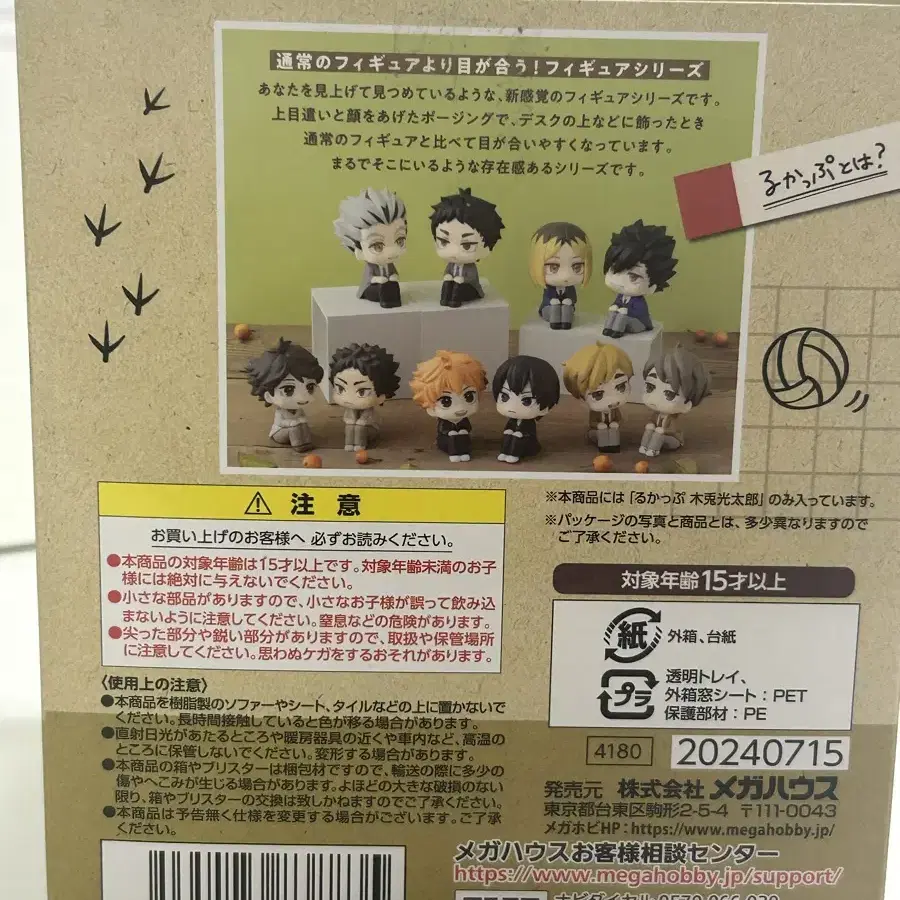 通常のフィギュアより目が合う!フィギュアシリーズ
あなたを見上げて見つめているような、新感覚のフィギュアシリーズです。
上目遣いと顔をあげたポージングで、デスクの上などに飾ったとき
通常のフィギュアと比べて目が合いやすくなっています。
まるでそこにいるような存在感あるシリーズです。
るかっぷとは?
注意
お買い上げのお客様へ 必ずお読みください。
●本商品の対象年齢は15才以上です。対象年齢未満のお子
様には絶対に与えないでください。
●小さな部品がありますので、小さなお子様が誤って飲み込
まないように注意してください。窒息などの危険があります。
●尖った部分や鋭い部分がありますので、取扱や保管場所
に注意してください。思わぬケガをするおそれがあります。
〈使用上の注意〉
●本商品を樹脂製のソファーやシート、タイルなどの上に置かないで
ください。長時間接触していると色が移る場合があります。
●直射日光があたるところや暖房器具の近くや車内など、高温の
ところに保管しないでください。変形する場合があります。
●本商品の箱やブリスターは梱包材ですので、輸送の際に多少の
傷やへこみが生じる場合があります。よほどの大きな破損のない
限り、箱やブリスターの交換は致しかねますのでご了承ください。
●本商品は予告無く仕様を変更する場合がございます。ご了承
ください。
※本商品には「るかっぷ 木兎光太郎」のみ入っています。
※パッケージの写真と商品とは、多少異なりますので
ご了承ください。
対象年齢15才以上
紙
外箱、台紙
プラ
透明トレイ、
外箱窓シート:PET
保護部材:PE
4180
20240715
発売元 株式会社メガハウス
東京都台東区駒形2-5-4 〒111-0043
メガホビHP:https://www.megahobby.jp/
メガハウスお客様相談センター
https://www.megahobby.jp/support/